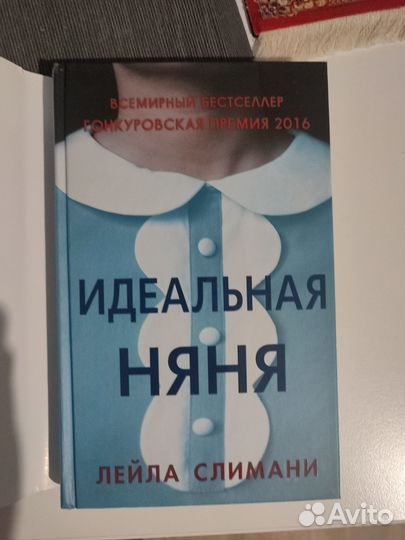 ВСЕМИРНЫЙ БЕСТСЕЛЛЕР
ГОНКУРОВСКАЯ ПРЕМИЯ 2016
ИДЕАЛЬНАЯ
НЯНЯ
ЛЕЙЛА СЛИМАНИ
Avito